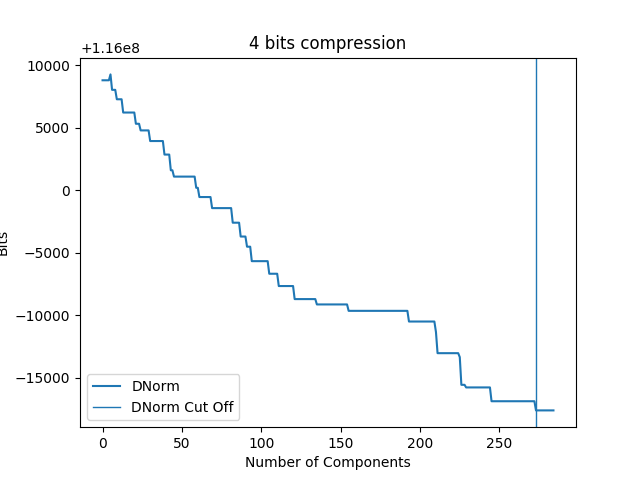 4 bits compression
+1.16e8
10000
5000
0
−5000
−10000
−15000
Bits
DNorm
DNorm Cut Off
0 50 100 150 200 250
Number of Components